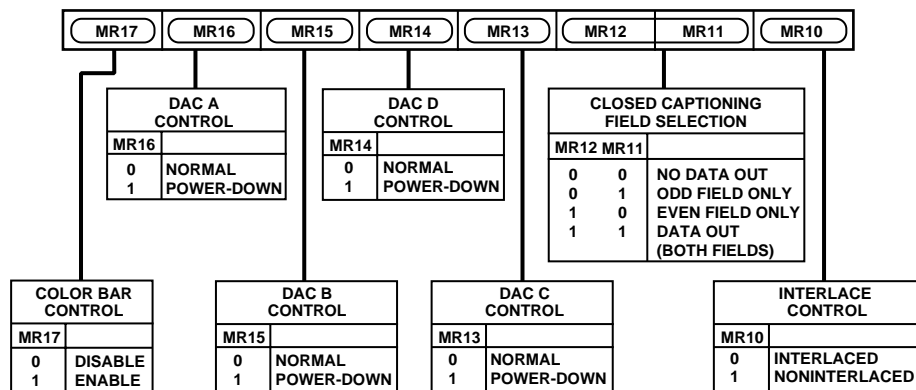 MR17 MR16 MR15 MR14 MR13 MR12 MR11 MR10
DAC A
CONTROL
MR16
0 NORMAL
1 POWER-DOWN
DAC D
CONTROL
MR14
0 NORMAL
1 POWER-DOWN
CLOSED CAPTIONING
FIELD SELECTION
MR12 MR11
0 0 NO DATA OUT
0 1 ODD FIELD ONLY
1 0 EVEN FIELD ONLY
1 1 DATA OUT
(BOTH FIELDS)
COLOR BAR
CONTROL
MR17
0 DISABLE
1 ENABLE
DAC B
CONTROL
MR15
0 NORMAL
1 POWER-DOWN
DAC C
CONTROL
MR13
0 NORMAL
1 POWER-DOWN
INTERLACE
CONTROL
MR10
0 INTERLACED
1 NONINTERLACED